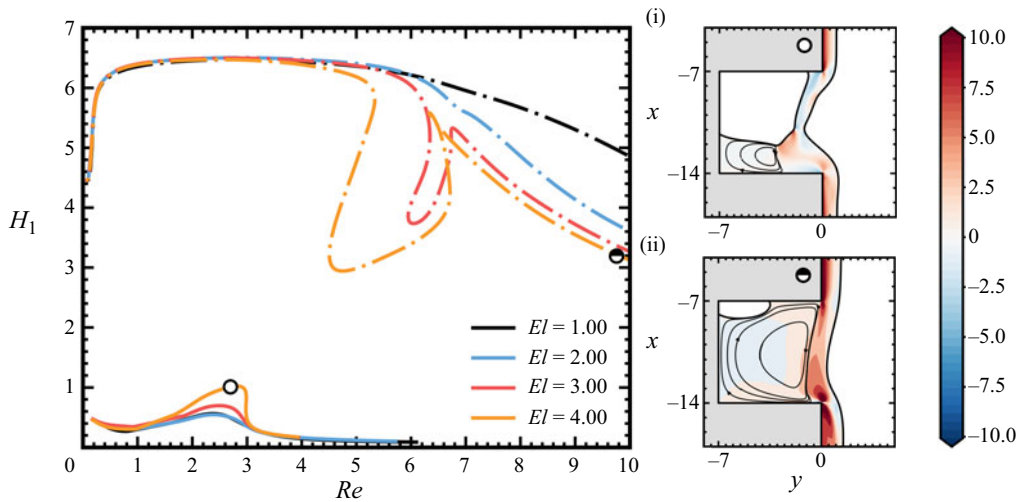 7
6
5
4
3
2
1
0
H1
0 1 2 3 4 5 6 7 8 9 10
Re
El = 1.00
El = 2.00
El = 3.00
El = 4.00
(i)
−7
x
−14
−7 0
(ii)
−7
x
−14
−7 0
y
10.0
7.5
5.0
2.5
0
−2.5
−5.0
−7.5
−10.0